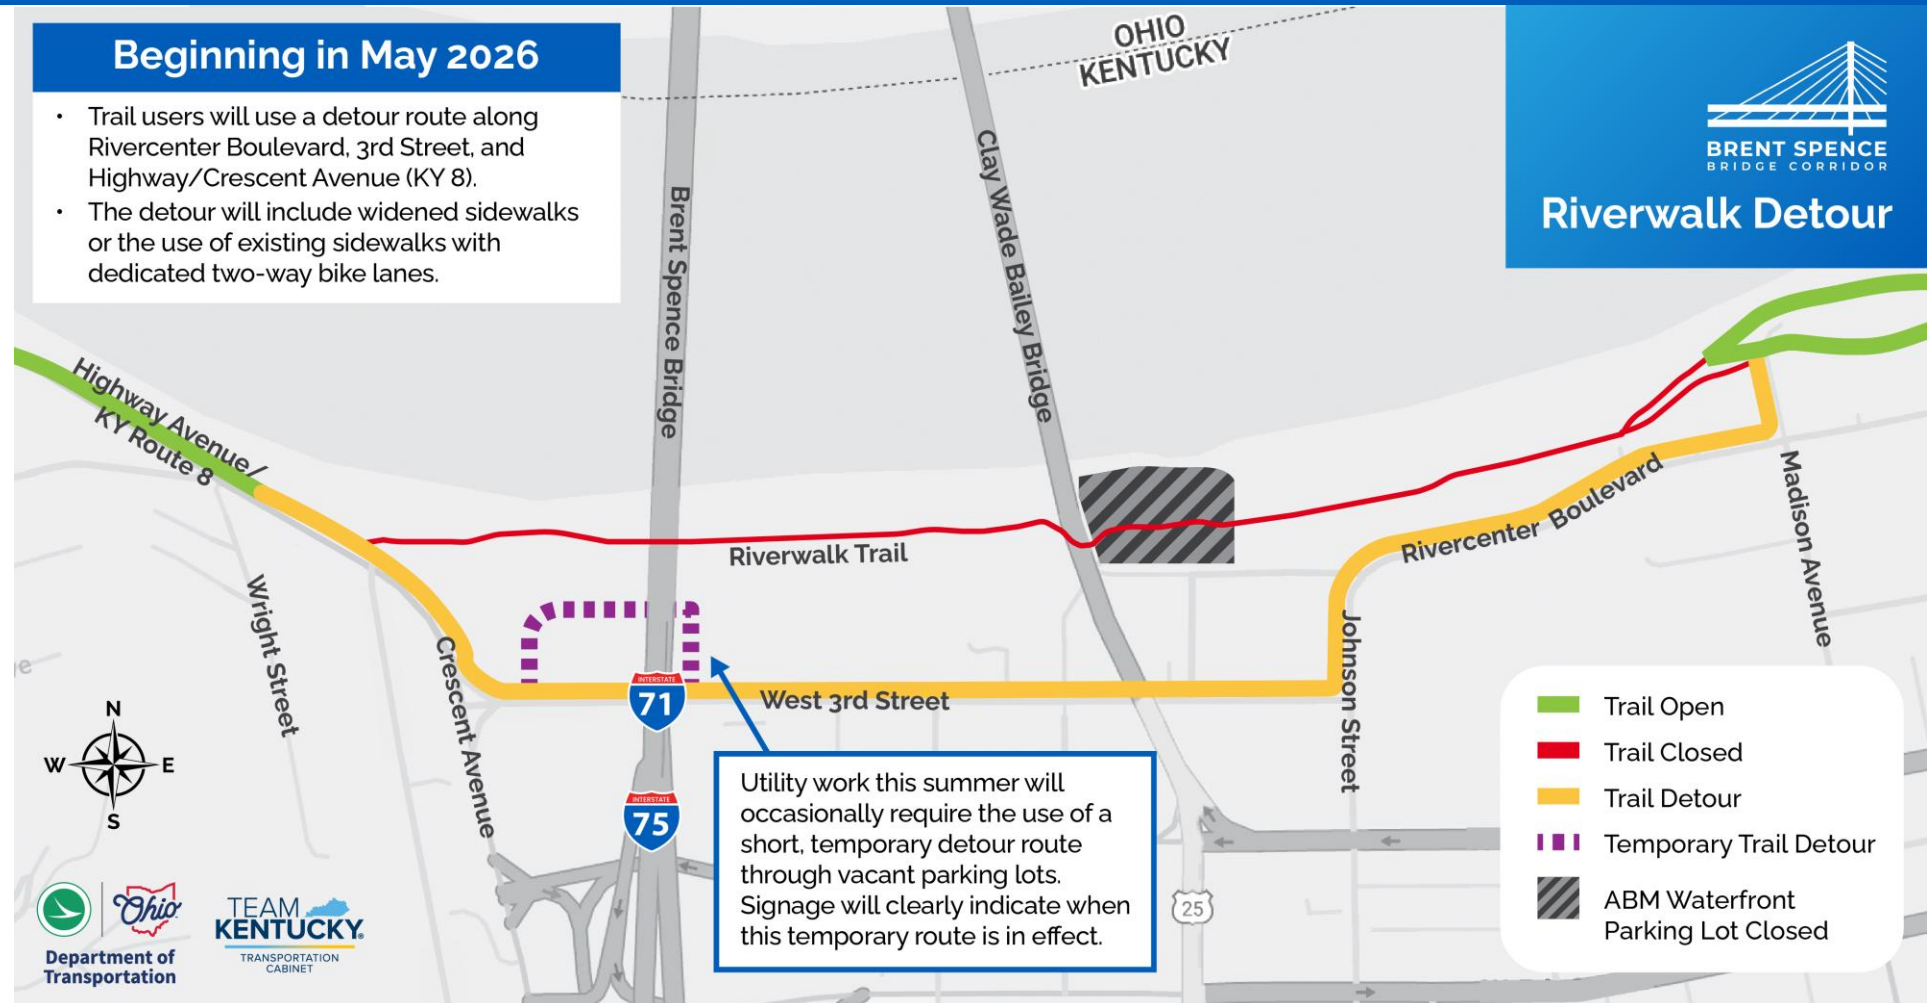 Beginning in May 2026
• Trail users will use a detour route along
Rivercenter Boulevard, 3rd Street, and
Highway/Crescent Avenue (KY 8).
• The detour will include widened sidewalks
or the use of existing sidewalks with
dedicated two-way bike lanes.
OHIO
KENTUCKY
BRENT SPENCE
BRIDGE CORRIDOR
Riverwalk Detour
Brent Spence Bridge
Clay Wade Bailey Bridge
Highway Avenue/
KY Route 8
Riverwalk Trail
Rivercenter Boulevard
Madison Avenue
Wright Street
Crescent Avenue
Johnson Street
West 3rd Street
INTERSTATE
71
INTERSTATE
75
25
e
N
W E
S
Utility work this summer will
occasionally require the use of a
short, temporary detour route
through vacant parking lots.
Signage will clearly indicate when
this temporary route is in effect.
Trail Open
Trail Closed
Trail Detour
Temporary Trail Detour
ABM Waterfront
Parking Lot Closed
Ohio
Department of
Transportation
TEAM
KENTUCKY
TRANSPORTATION
CABINET